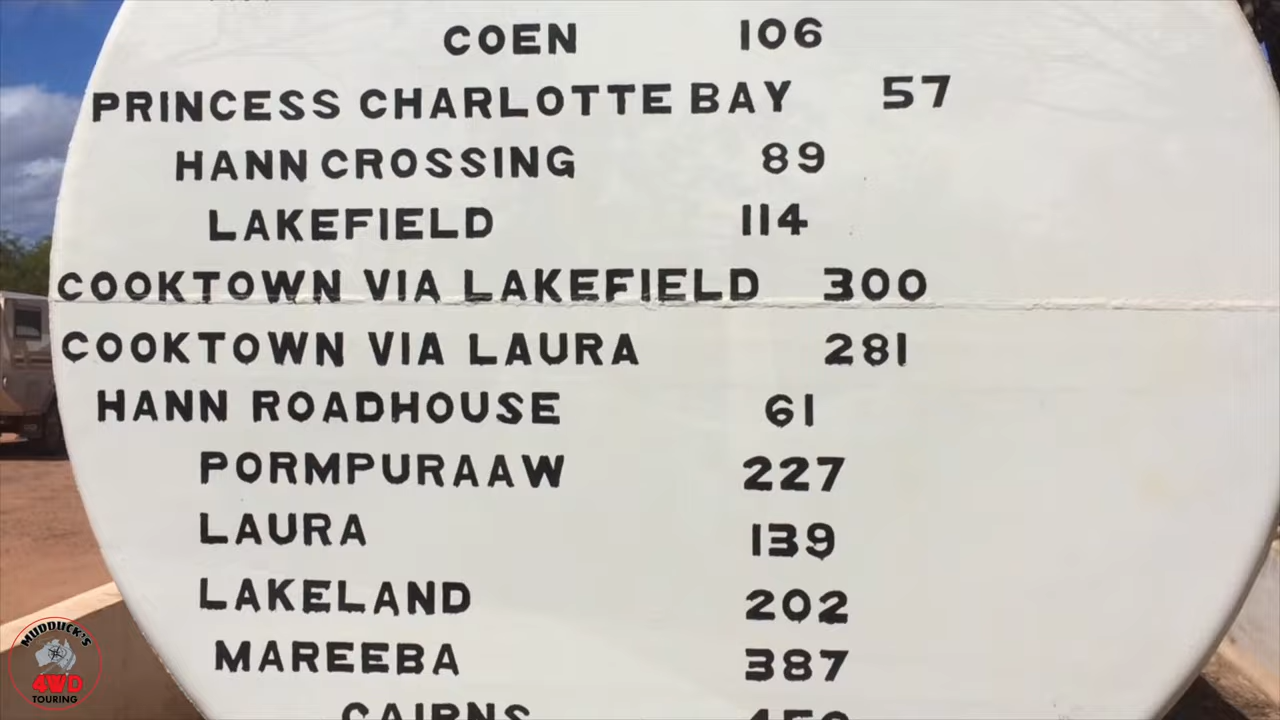 COEN 106
PRINCESS CHARLOTTE BAY 57
HANN CROSSING 89
LAKEFIELD 114
COOKTOWN VIA LAKEFIELD 300
COOKTOWN VIA LAURA 281
HANN ROADHOUSE 61
PORMPURAAW 227
LAURA 139
LAKELAND 202
MAREEBA 387
CAIRNS
MUDDUCK'S
4WD
TOURING